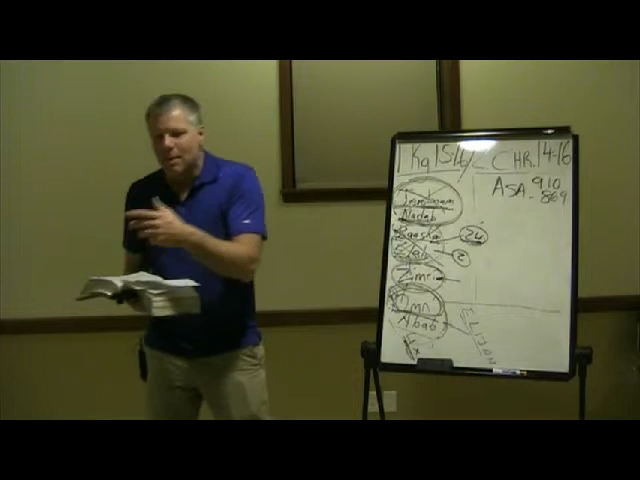 1 Kg 15-16/2 CHR. 14-16
ASA 910
- 869
Jeroboam
Nadab
Baasha 24
Elah 2
Zimri
Omri
Ahab
ELIJAH